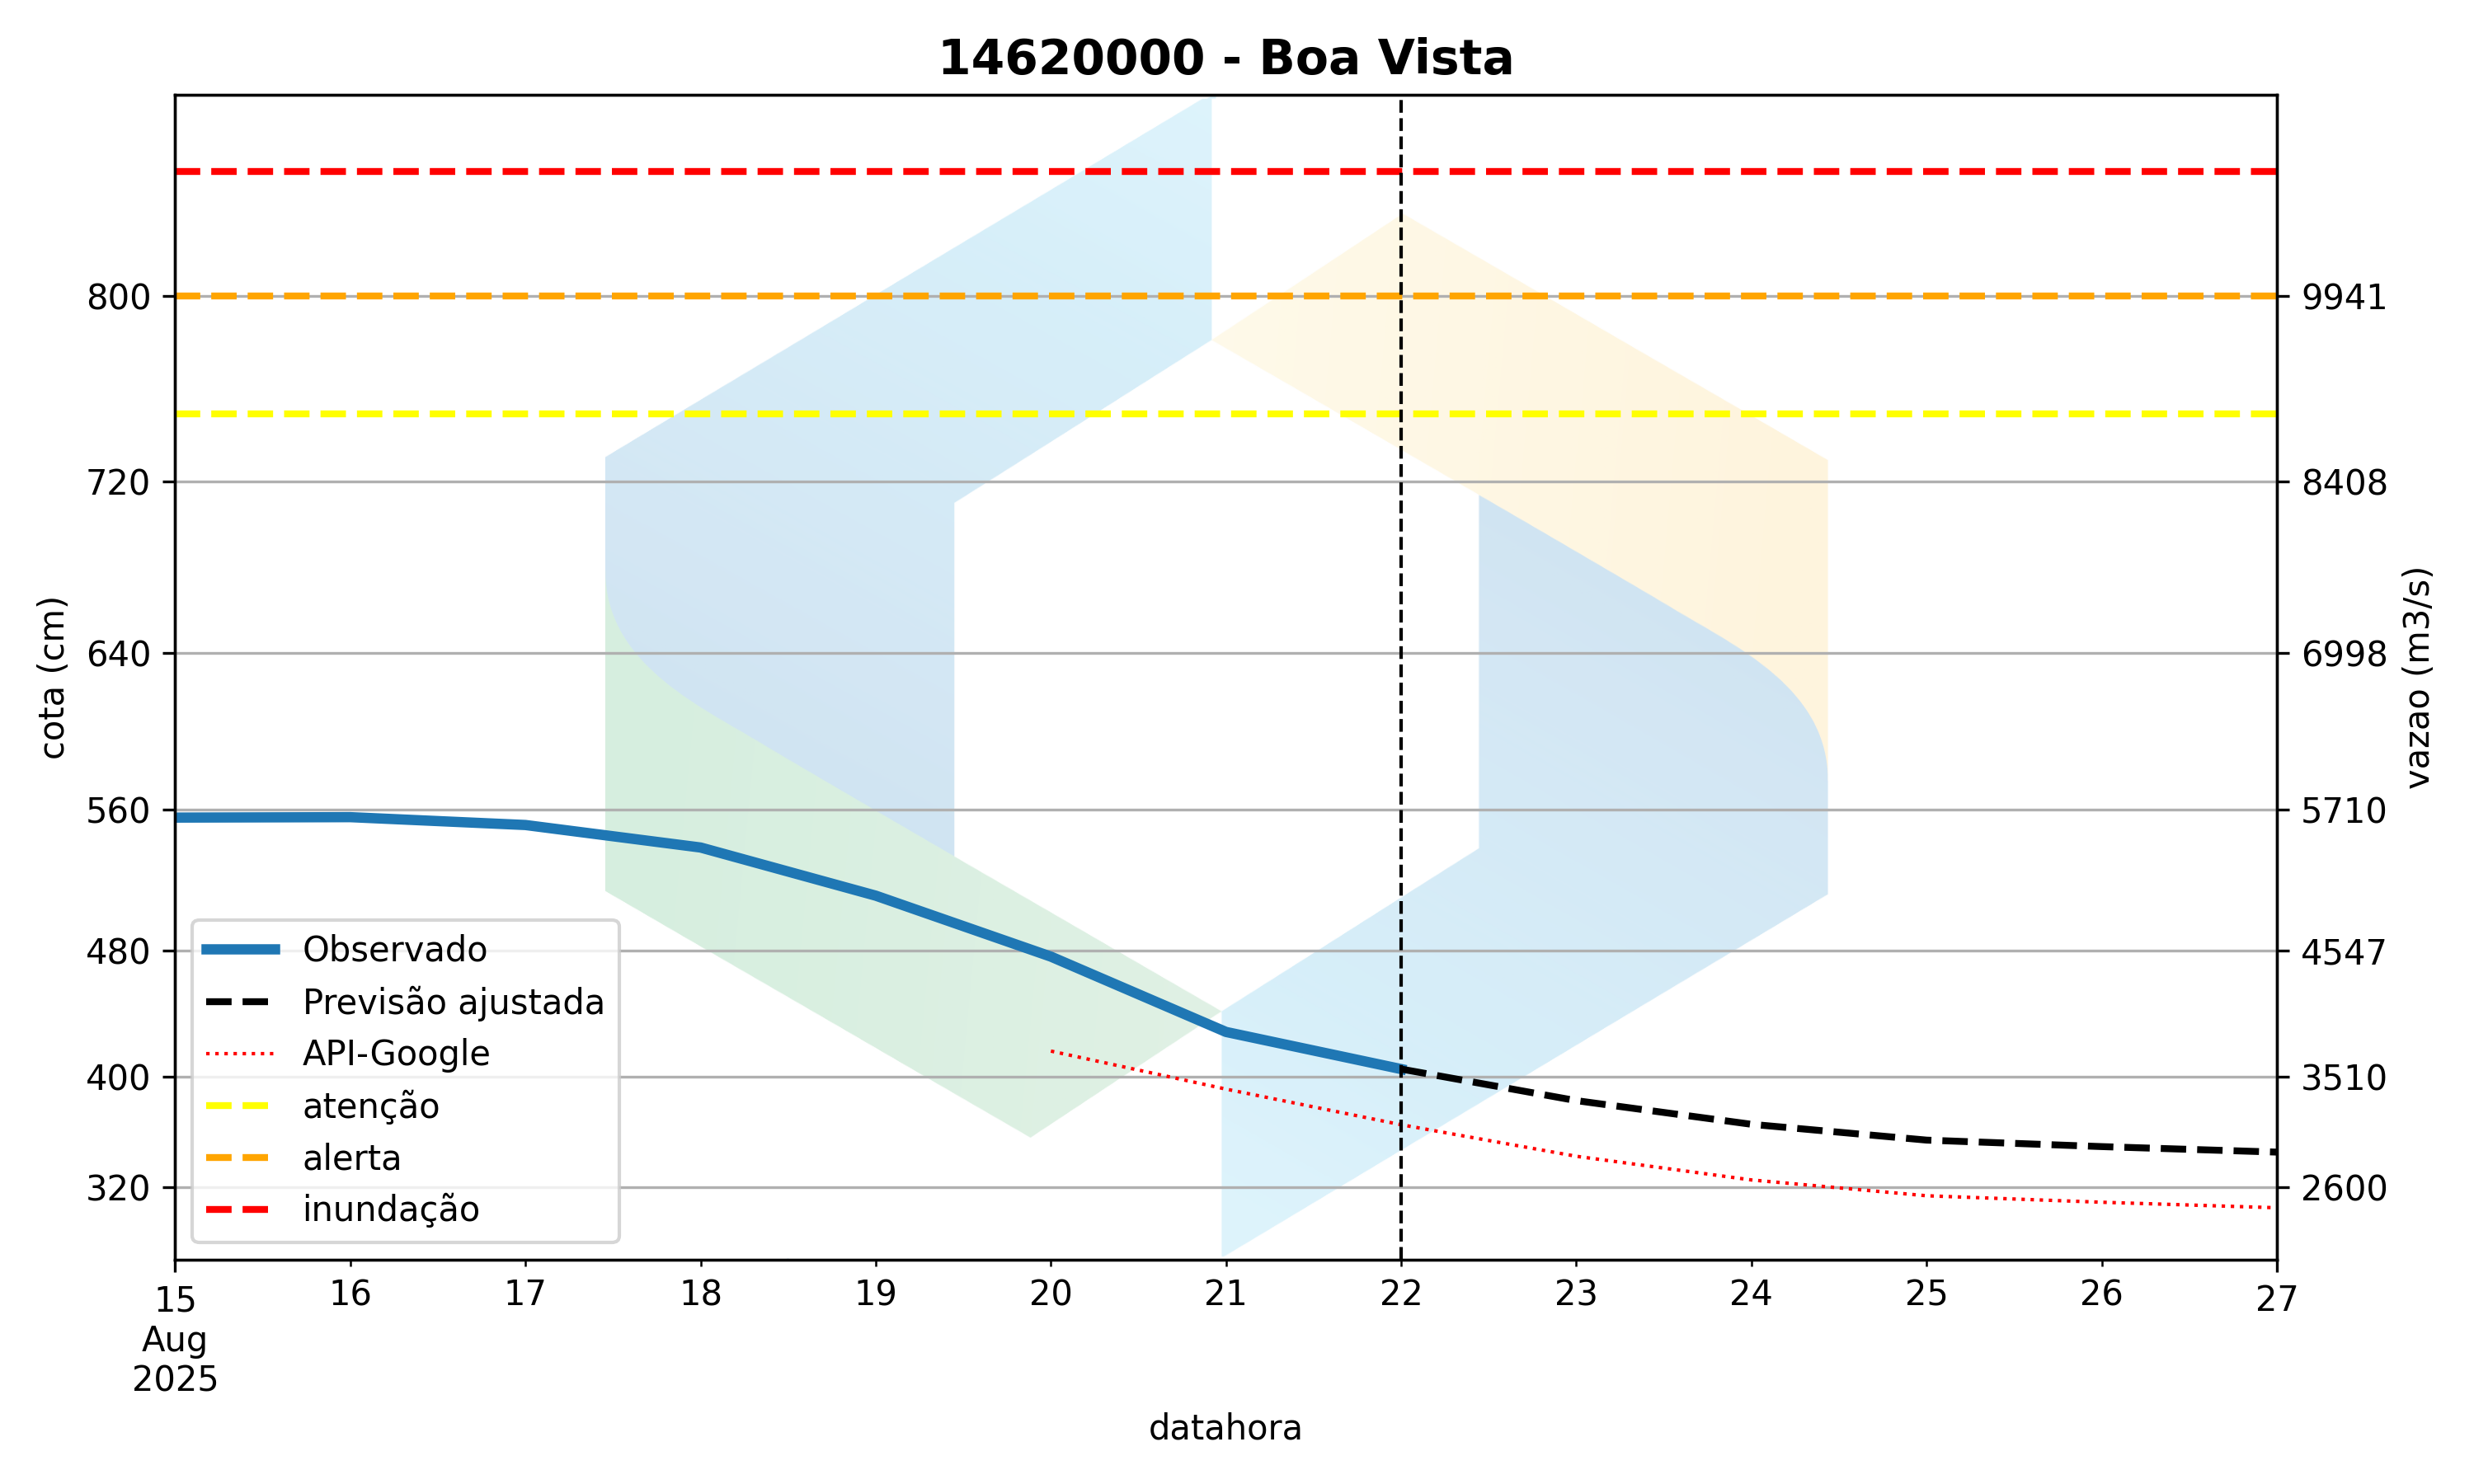 14620000 - Boa Vista
800
720
640
560
480
400
320
cota (cm)
9941
8408
6998
5710
4547
3510
2600
vazao (m3/s)
Observado
Previsão ajustada
API-Google
atenção
alerta
inundação
15 16 17 18 19 20 21 22 23 24 25 26 27
Aug
2025
datahora